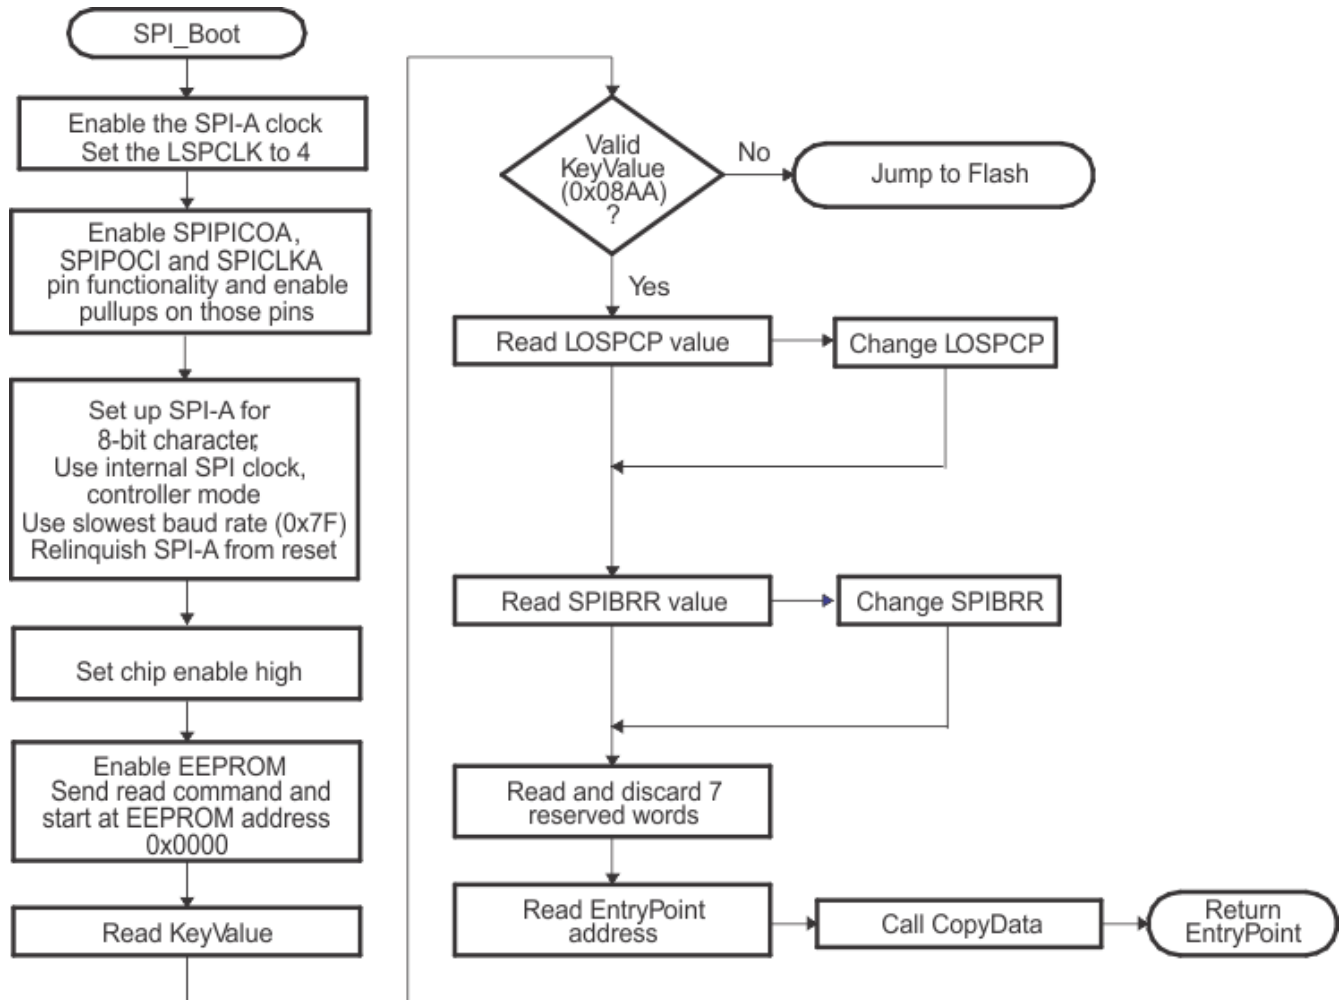 SPI_Boot
Enable the SPI-A clock
Set the LSPCLK to 4
Enable SPIPICOA,
SPIPOCI and SPICLKA
pin functionality and enable
pullups on those pins
Set up SPI-A for
8-bit character,
Use internal SPI clock,
controller mode
Use slowest baud rate (0x7F)
Relinquish SPI-A from reset
Set chip enable high
Enable EEPROM
Send read command and
start at EEPROM address
0x0000
Read KeyValue
Valid
KeyValue
(0x08AA)
?
No
Jump to Flash
Yes
Read LOSPCP value
Change LOSPCP
Read SPIBRR value
Change SPIBRR
Read and discard 7
reserved words
Read EntryPoint
address
Call CopyData
Return
EntryPoint